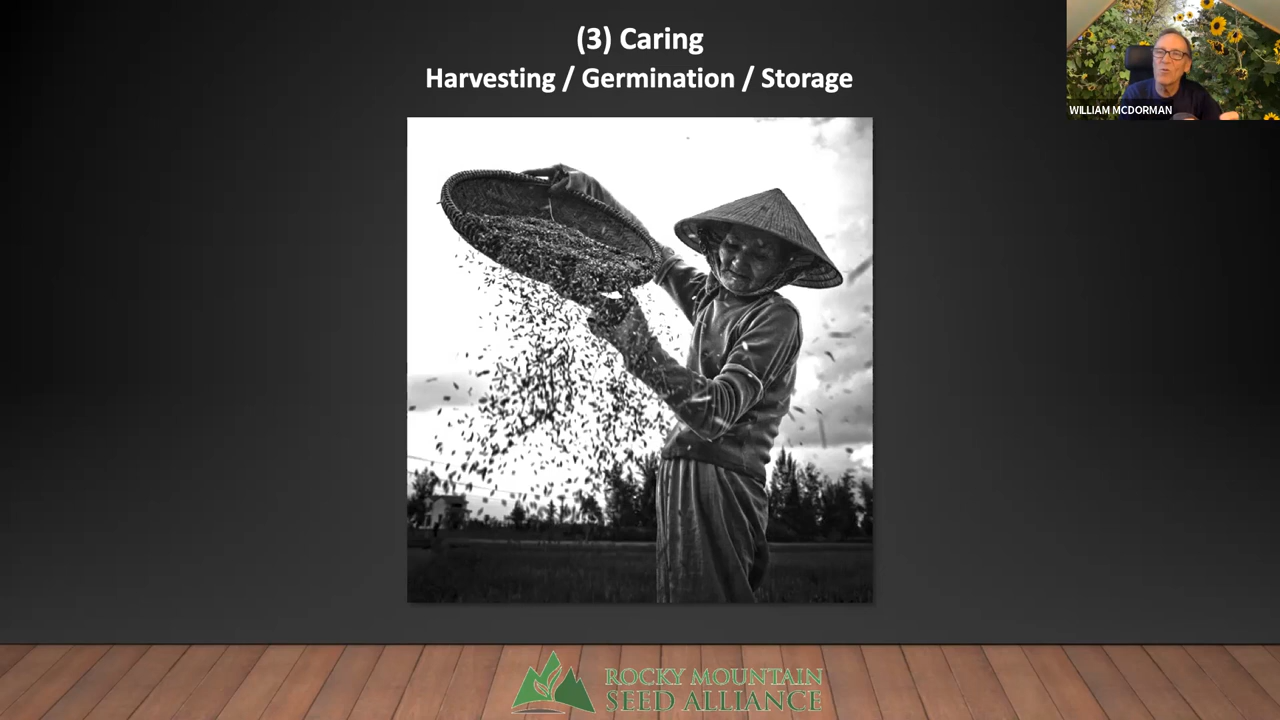 (3) Caring
Harvesting / Germination / Storage
WILLIAM MCDORMAN
ROCKY MOUNTAIN
SEED ALLIANCE